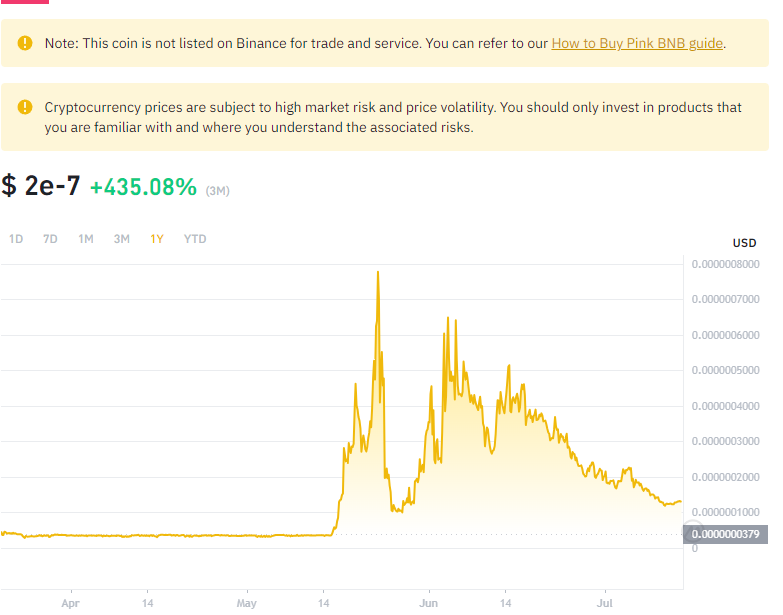 Note: This coin is not listed on Binance for trade and service. You can refer to our How to Buy Pink BNB guide.
Cryptocurrency prices are subject to high market risk and price volatility. You should only invest in products that
you are familiar with and where you understand the associated risks.
$ 2e-7 +435.08% (3M)
1D 7D 1M 3M 1Y YTD
USD
0.0000008000
0.0000007000
0.0000006000
0.0000005000
0.0000004000
0.0000003000
0.0000002000
0.0000001000
0.0000000379
0
Apr 14 May 14 Jun 14 Jul